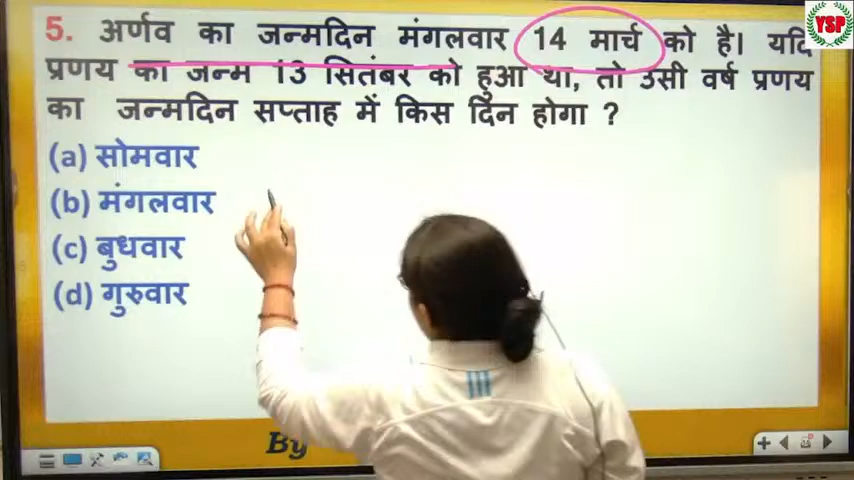 5. अर्णव का जन्मदिन मंगलवार 14 मार्च को है। यदि
प्रणय का जन्म 13 सितंबर को हुआ था, तो उसी वर्ष प्रणय
का जन्मदिन सप्ताह में किस दिन होगा ?
(a) सोमवार
(b) मंगलवार
(c) बुधवार
(d) गुरुवार
By
YSP